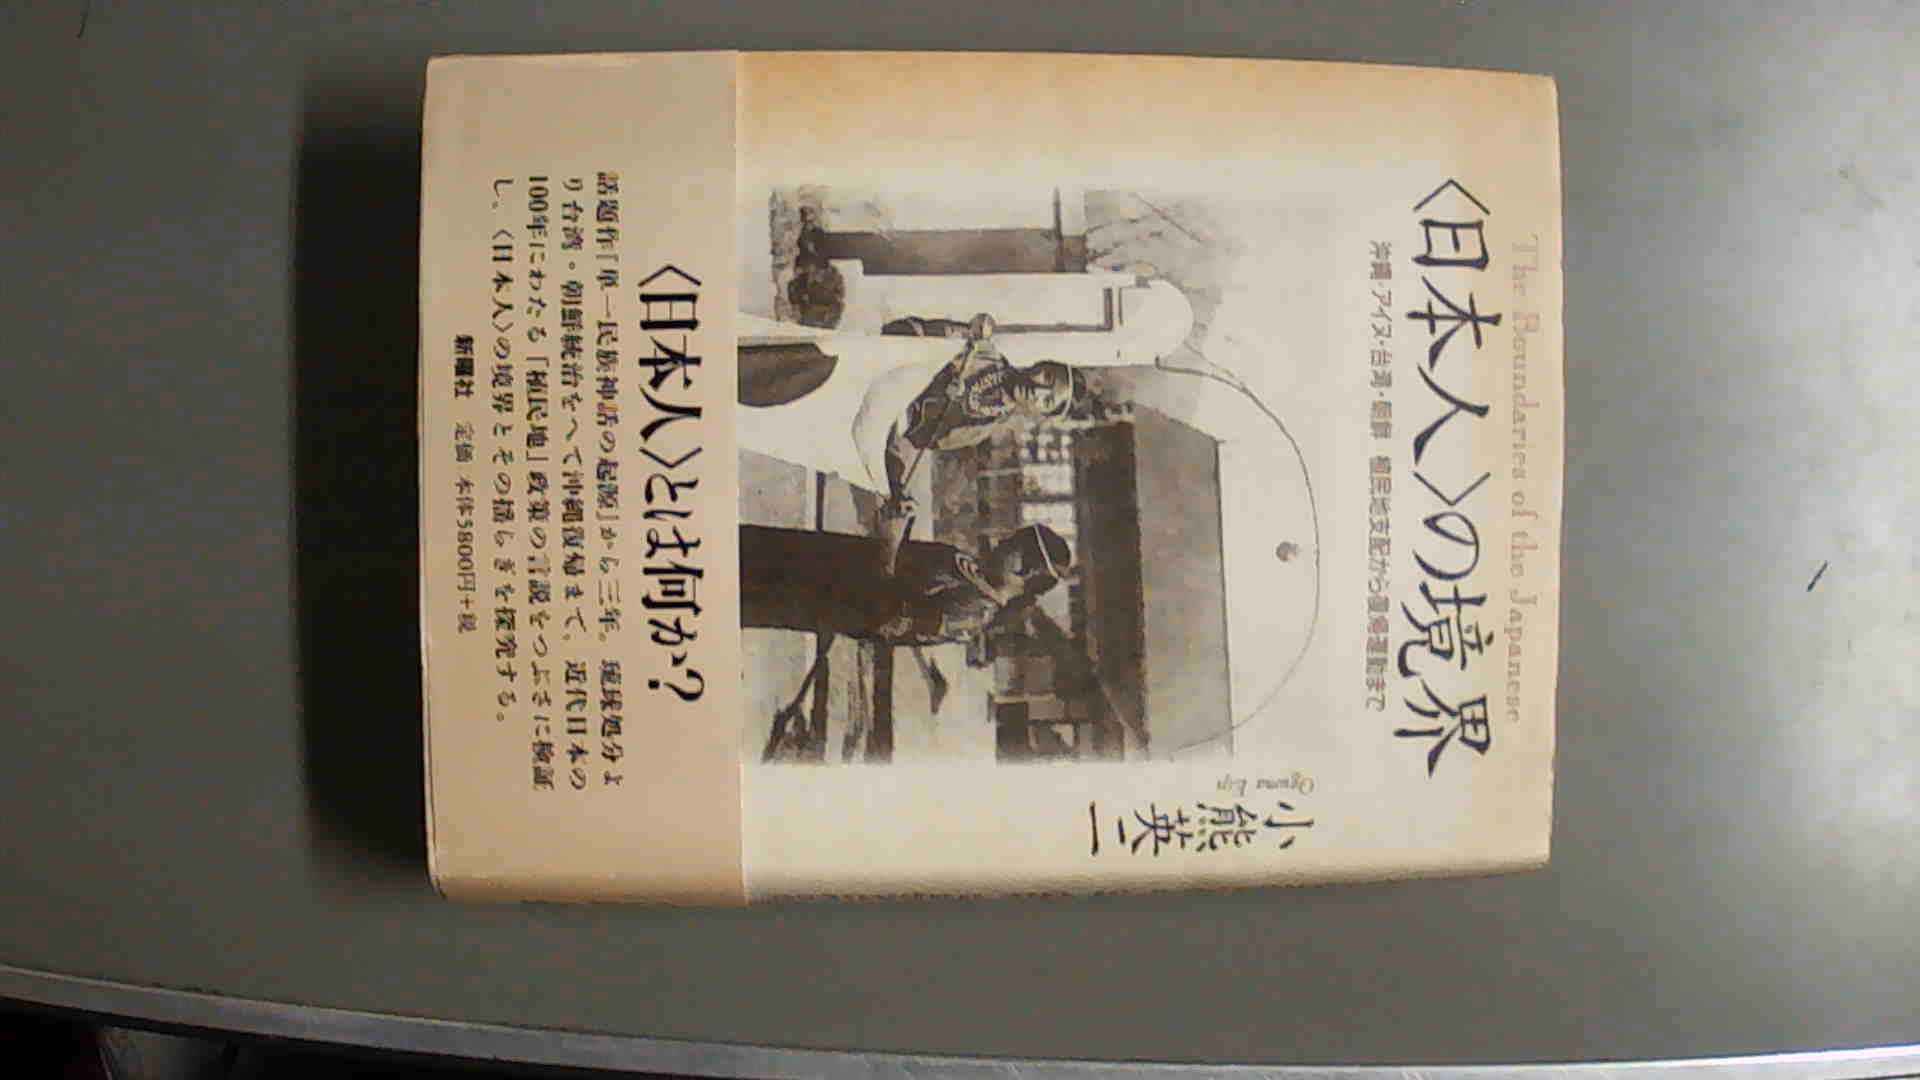 The Boundaries of the Japanese
〈日本人〉の境界
沖縄・アイヌ・台湾・朝鮮　植民地支配から復帰運動まで
Oguma Eiji
小熊英二
〈日本人〉とは何か?
話題作『単一民族神話の起源』から三年。琉球処分よ
り台湾・朝鮮統治をへて沖縄復帰まで、近代日本の
100年にわたる「植民地」政策の言説をつぶさに検証
し、〈日本人〉の境界とその揺らぎを探究する。
新曜社　定価 本体5800円+税